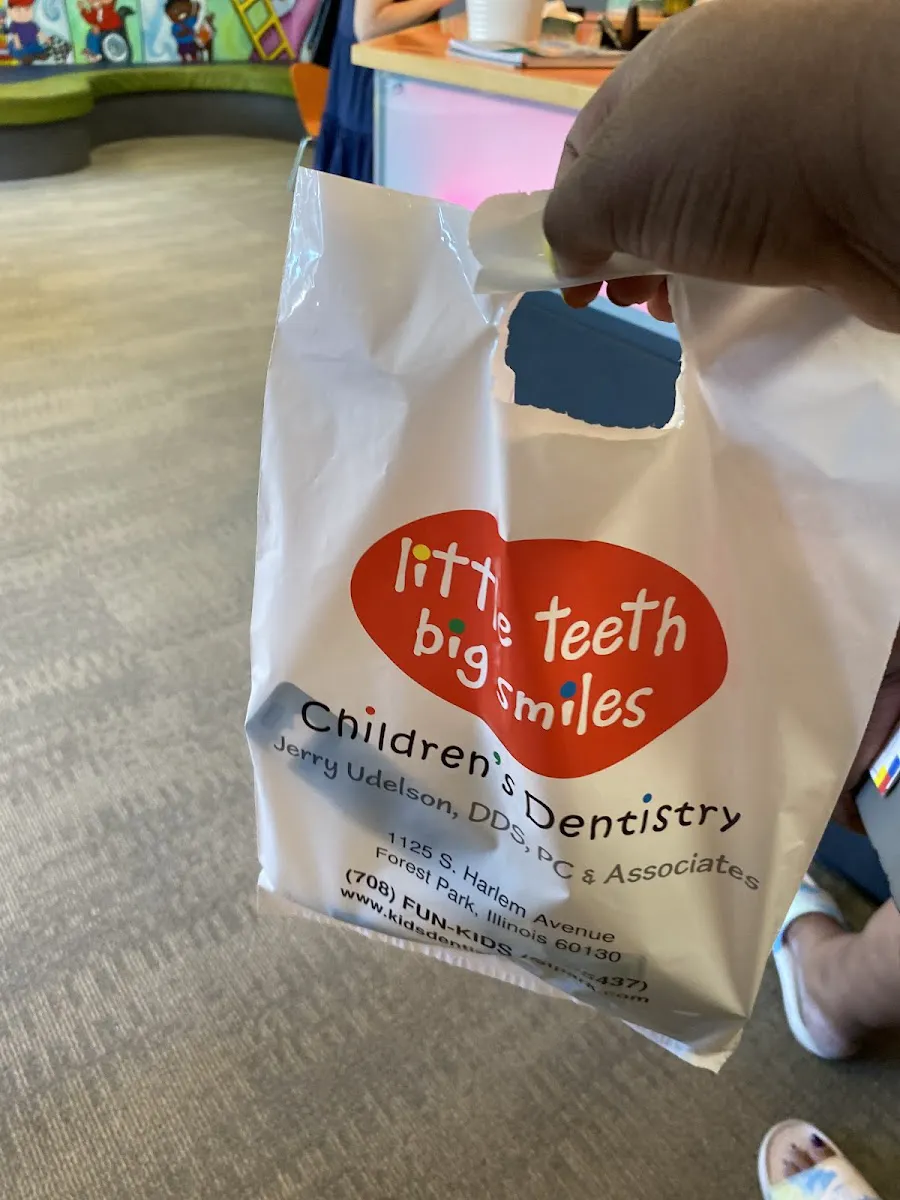 little teeth
big smiles
Children's Dentistry
Jerry Udelson, DDS, PC & Associates
1125 S. Harlem Avenue
Forest Park, Illinois 60130
(708) FUN-KIDS